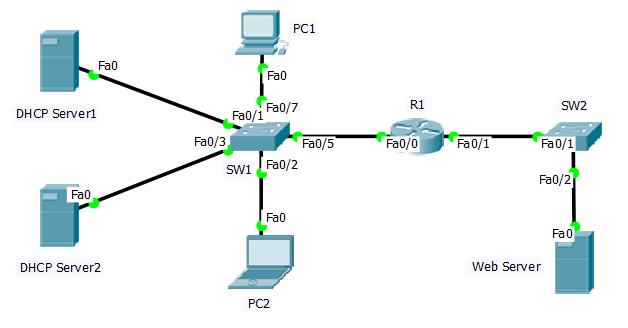 PC1
Fa0
Fa0
DHCP Server1
Fa0/7
Fa0/1
R1
SW2
Fa0/3
Fa0/5
Fa0/0
Fa0/1
Fa0/1
SW1
Fa0/2
Fa0/2
Fa0
Fa0
Fa0
DHCP Server2
Web Server
PC2